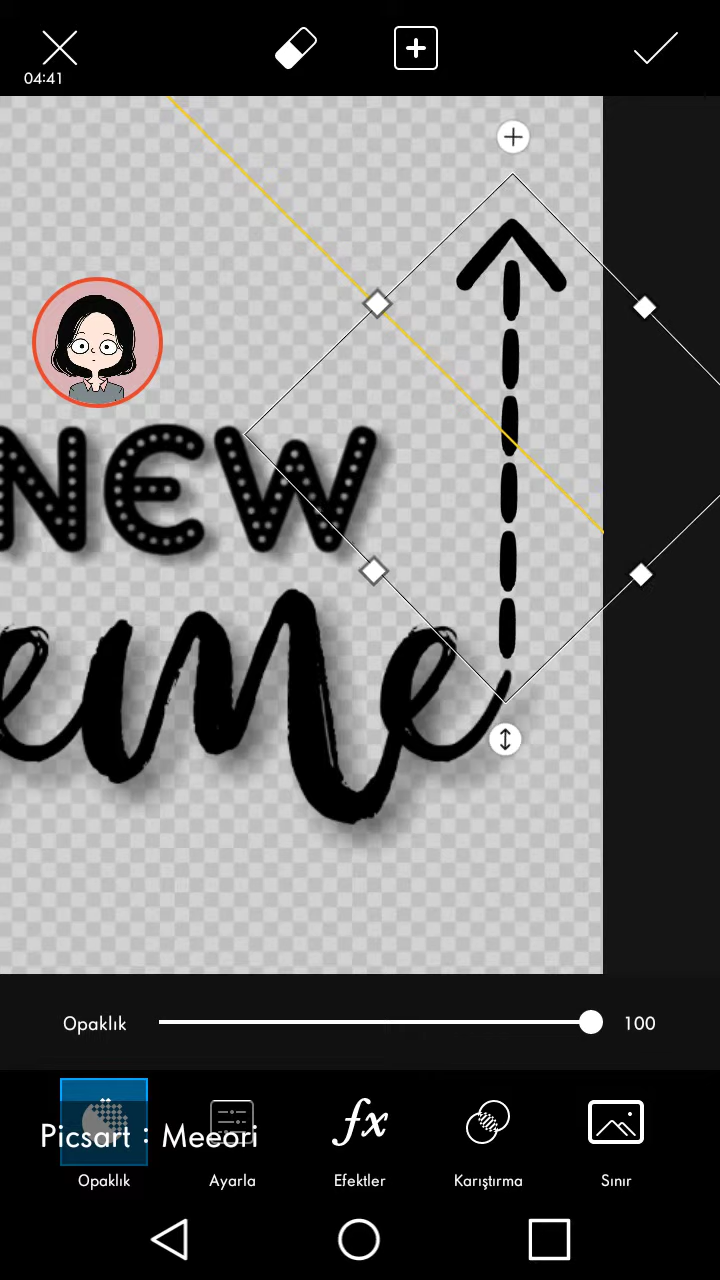 04:41
NEW
eme
Opaklık 100
Picsart : Meeori
Opaklık Ayarla Efektler Karıştırma Sınır